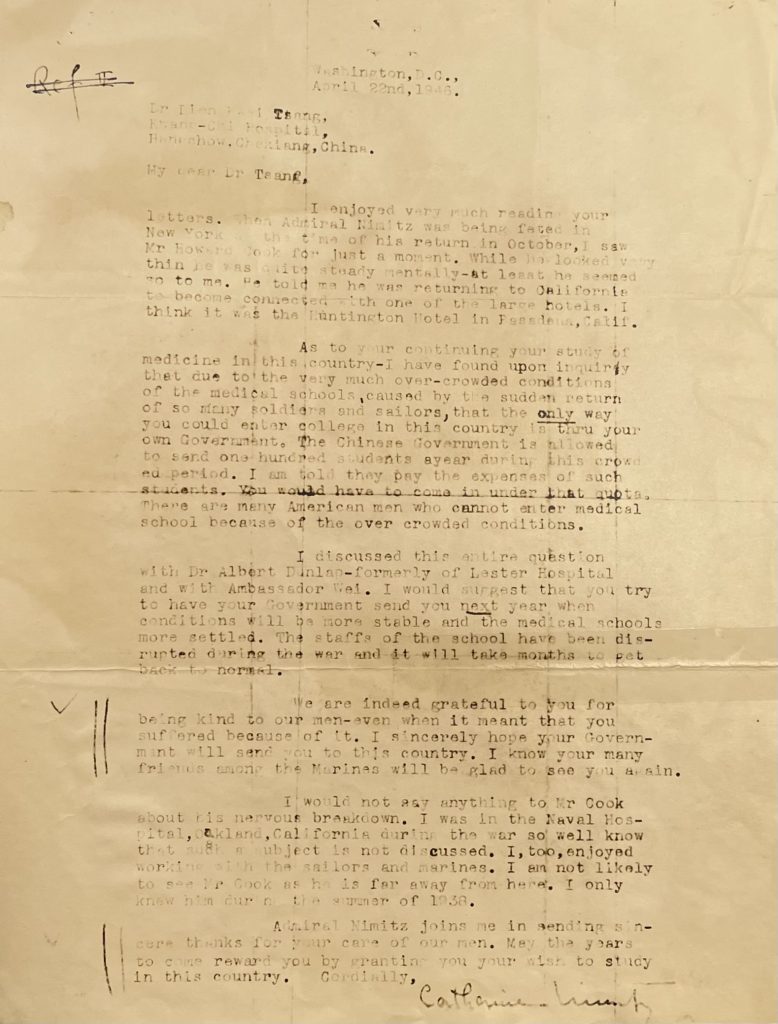 Ref II
Washington,D.C.,
April 22nd,1946.
Dr Tsang,
Hospital,
Hangchow,Chekiang,China.
My dear Dr Tsang,
I enjoyed very much reading your
letters. When Admiral Nimitz was being feted in
New York at the time of his return in October,I saw
Mr Howard Cook for just a moment. While he looked very
thin he was quite steady mentally-at least he seemed
so to me. He told me he was returning to California
to become connected with one of the large hotels. I
think it was the Huntington Hotel in Pasadena,Calif.
As to your continuing your study of
medicine in this country-I have found upon inquiry
that due to the very much over-crowded conditions
of the medical schools,caused by the sudden return
of so many soldiers and sailors,that the only way
you could enter college in this country is thru your
own Government. The Chinese Government is allowed
to send one hundred students ayear during this crowd
ed period. I am told they pay the expenses of such
students. You would have to come in under that quota.
There are many American men who cannot enter medical
school because of the over crowded conditions.
I discussed this entire question
with Dr Albert Dunlap-formerly of Lester Hospital
and with Ambassador Wei. I would suggest that you try
to have your Government send you next year when
conditions will be more stable and the medical schools
more settled. The staffs of the school have been dis-
rupted during the war and it will take months to get
back to normal.
We are indeed grateful to you for
being kind to our men-even when it meant that you
suffered because of it. I sincerely hope your Govern-
ment will send you to this country. I know your many
friends among the Marines will be glad to see you again.
I would not say anything to Mr Cook
about his nervous breakdown. I was in the Naval Hos-
pital,Oakland,California during the war so well know
that such a subject is not discussed. I,too,enjoyed
working with the sailors and marines. I am not likely
to see Mr Cook as he is far away from here. I only
knew him during the summer of 1938.
Admiral Nimitz joins me in sending sin-
cere thanks for your care of our men. May the years
to come reward you by granting you your wish to study
in this country. Cordially,
Catherine Nimitz